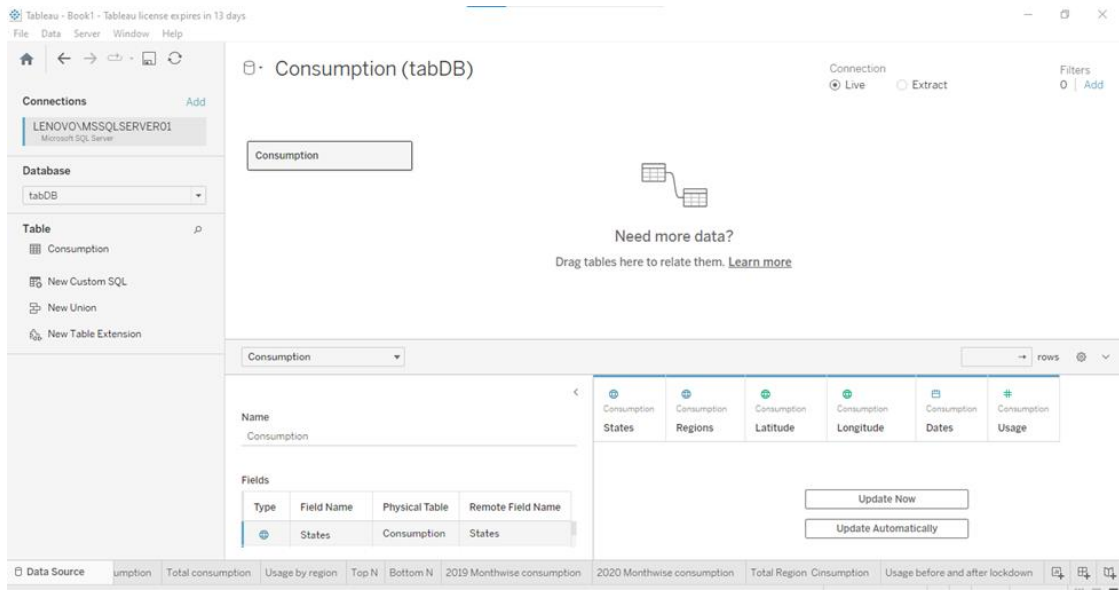 Tableau - Book1 - Tableau license expires in 13 days
File Data Server Window Help
Connections Add
LENOVO\MSSQLSERVER01
Microsoft SQL Server
Database
tabDB
Table
Consumption
New Custom SQL
New Union
New Table Extension
Consumption (tabDB)
Connection
Live Extract
Filters
0 | Add
Consumption
Need more data?
Drag tables here to relate them. Learn more
Consumption
→ rows
Name
Consumption
Fields
Type Field Name Physical Table Remote Field Name
States Consumption States
Consumption Consumption Consumption Consumption Consumption Consumption
States Regions Latitude Longitude Dates Usage
Update Now
Update Automatically
Data Source umption Total consumption Usage by region Top N Bottom N 2019 Monthwise consumption 2020 Monthwise consumption Total Region Cinsumption Usage before and after lockdown